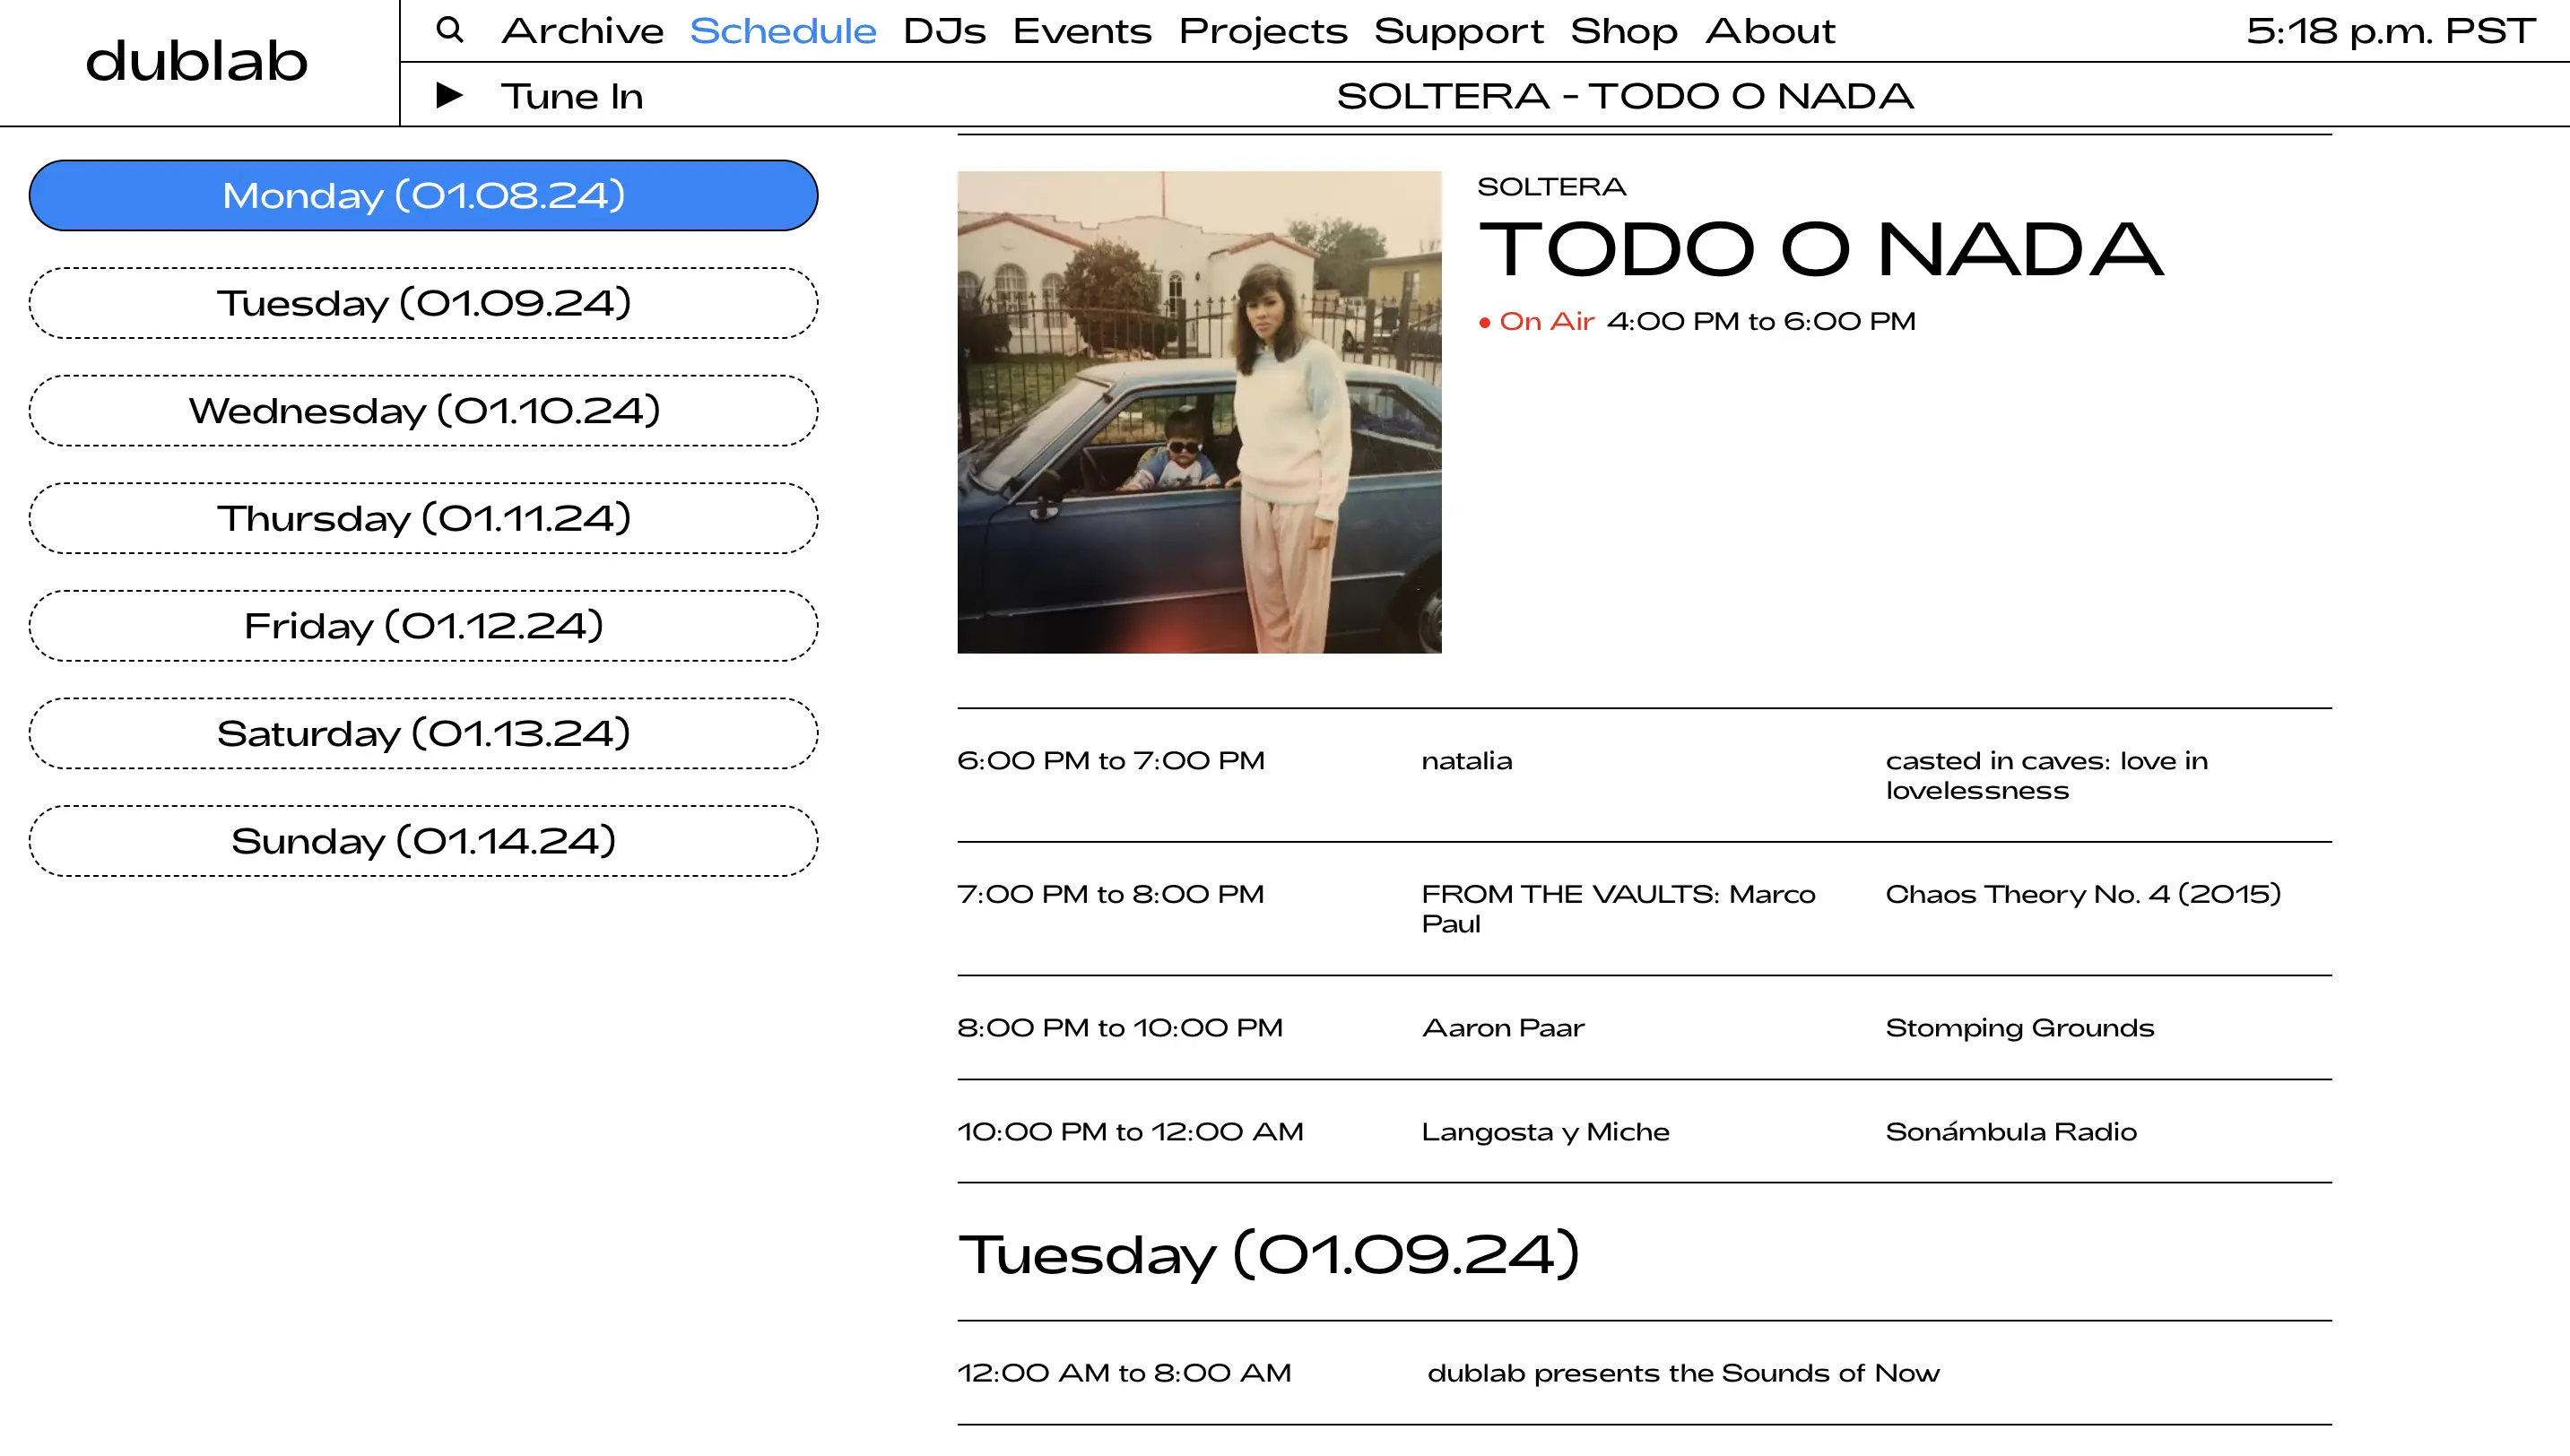 dublab
Archive Schedule DJs Events Projects Support Shop About
5:18 p.m. PST
Tune In
SOLTERA - TODO O NADA
Monday (01.08.24)
Tuesday (01.09.24)
Wednesday (01.10.24)
Thursday (01.11.24)
Friday (01.12.24)
Saturday (01.13.24)
Sunday (01.14.24)
SOLTERA
TODO O NADA
• On Air 4:00 PM to 6:00 PM
6:00 PM to 7:00 PM
natalia
casted in caves: love in
lovelessness
7:00 PM to 8:00 PM
FROM THE VAULTS: Marco
Paul
Chaos Theory No. 4 (2015)
8:00 PM to 10:00 PM
Aaron Paar
Stomping Grounds
10:00 PM to 12:00 AM
Langosta y Miche
Sonámbula Radio
Tuesday (01.09.24)
12:00 AM to 8:00 AM
dublab presents the Sounds of Now